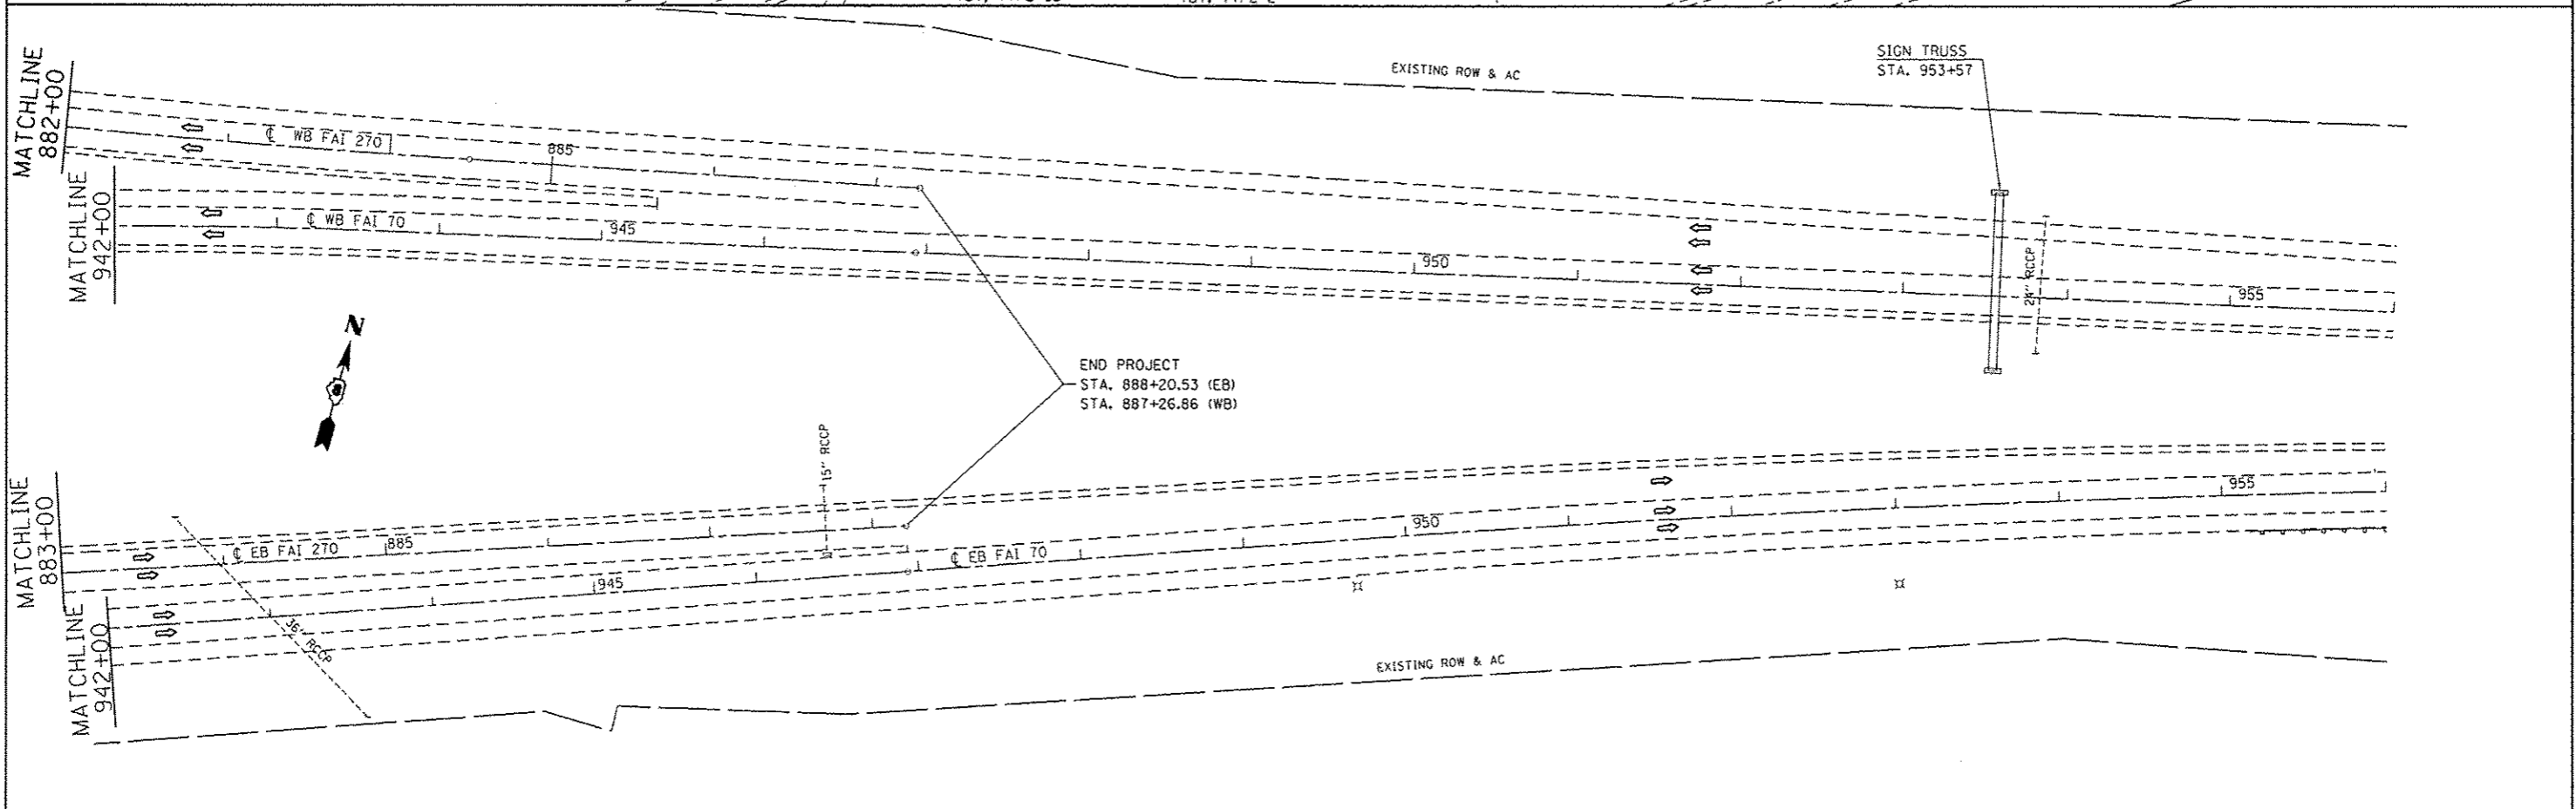 MATCHLINE
882+00
EXISTING ROW & AC
SIGN TRUSS
STA. 953+57
℄ WB FAI 270
885
MATCHLINE
942+00
℄ WB FAI 70
945
950
24" RCCP
955
N
END PROJECT
STA. 888+20.53 (EB)
STA. 887+26.86 (WB)
15" RCCP
MATCHLINE
883+00
℄ EB FAI 270
885
950
955
℄ EB FAI 70
945
MATCHLINE
942+00
36" RCCP
EXISTING ROW & AC